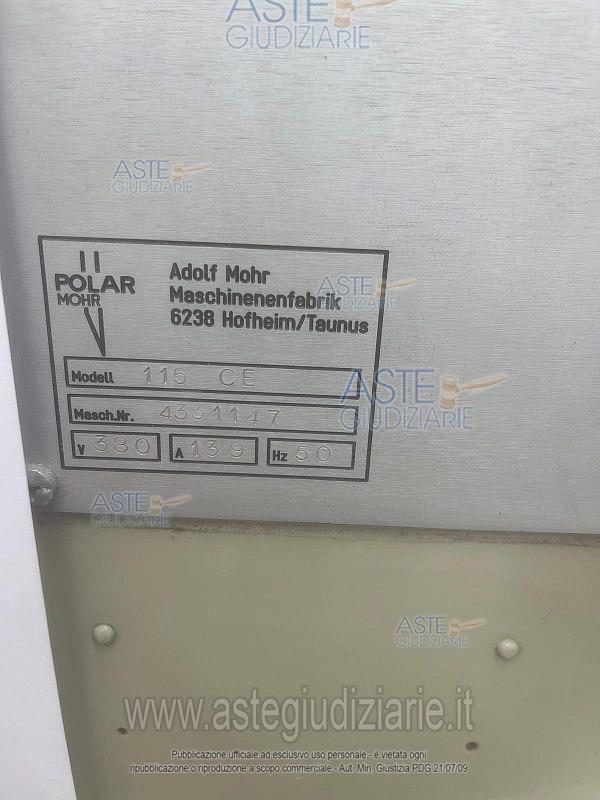 ASTE
GIUDIZIARIE
ASTE
GIUDIZIARIE
POLAR
MOHR
Adolf Mohr
Maschinenenfabrik
6238 Hofheim/Taunus
ASTE
GIUDIZIARIE
Modell 115 CE
ASTE
GIUDIZIARIE
Masch.Nr. 4331147
V 380 A 139 Hz 50
ASTE
GIUDIZIARIE
ASTE
GIUDIZIARIE
www.astegiudiziarie.it
Pubblicazione ufficiale ad esclusivo uso personale - è vietata ogni
ripubblicazione o riproduzione a scopo commerciale - Aut. Min. Giustizia PDG 21/07/09